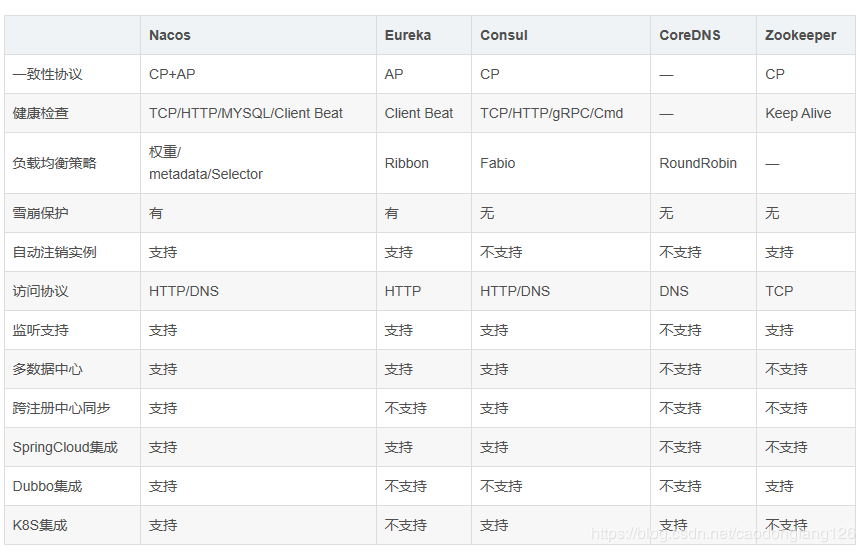 Nacos Eureka Consul CoreDNS Zookeeper
一致性协议 CP+AP AP CP — CP
健康检查 TCP/HTTP/MYSQL/Client Beat Client Beat TCP/HTTP/gRPC/Cmd — Keep Alive
负载均衡策略 权重/
metadata/Selector Ribbon Fabio RoundRobin —
雪崩保护 有 有 无 无 无
自动注销实例 支持 支持 不支持 不支持 支持
访问协议 HTTP/DNS HTTP HTTP/DNS DNS TCP
监听支持 支持 支持 支持 不支持 支持
多数据中心 支持 支持 支持 不支持 不支持
跨注册中心同步 支持 不支持 支持 不支持 不支持
SpringCloud集成 支持 支持 支持 不支持 不支持
Dubbo集成 支持 不支持 不支持 不支持 支持
K8S集成 支持 不支持 支持 支持 不支持
https://blog.csdn.net/caodongfang126